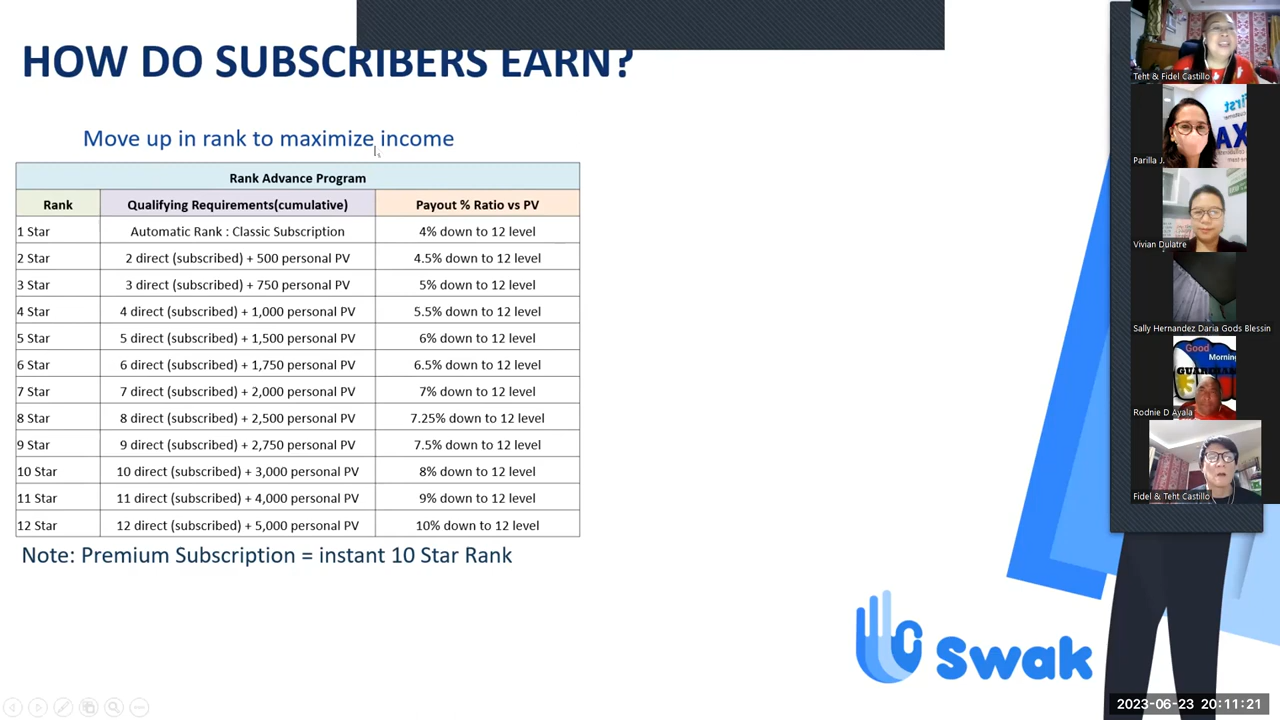 HOW DO SUBSCRIBERS EARN?
Move up in rank to maximize income
Rank Advance Program
Rank Qualifying Requirements(cumulative) Payout % Ratio vs PV
1 Star Automatic Rank : Classic Subscription 4% down to 12 level
2 Star 2 direct (subscribed) + 500 personal PV 4.5% down to 12 level
3 Star 3 direct (subscribed) + 750 personal PV 5% down to 12 level
4 Star 4 direct (subscribed) + 1,000 personal PV 5.5% down to 12 level
5 Star 5 direct (subscribed) + 1,500 personal PV 6% down to 12 level
6 Star 6 direct (subscribed) + 1,750 personal PV 6.5% down to 12 level
7 Star 7 direct (subscribed) + 2,000 personal PV 7% down to 12 level
8 Star 8 direct (subscribed) + 2,500 personal PV 7.25% down to 12 level
9 Star 9 direct (subscribed) + 2,750 personal PV 7.5% down to 12 level
10 Star 10 direct (subscribed) + 3,000 personal PV 8% down to 12 level
11 Star 11 direct (subscribed) + 4,000 personal PV 9% down to 12 level
12 Star 12 direct (subscribed) + 5,000 personal PV 10% down to 12 level
Note: Premium Subscription = instant 10 Star Rank
Swak
Teht & Fidel Castillo
Parilla J.
Vivian Dulatre
Sally Hernandez Daria Gods Blessin
Good
Morning
Rodnie D Ayala
Fidel & Teht Castillo
2023-06-23 20:11:21